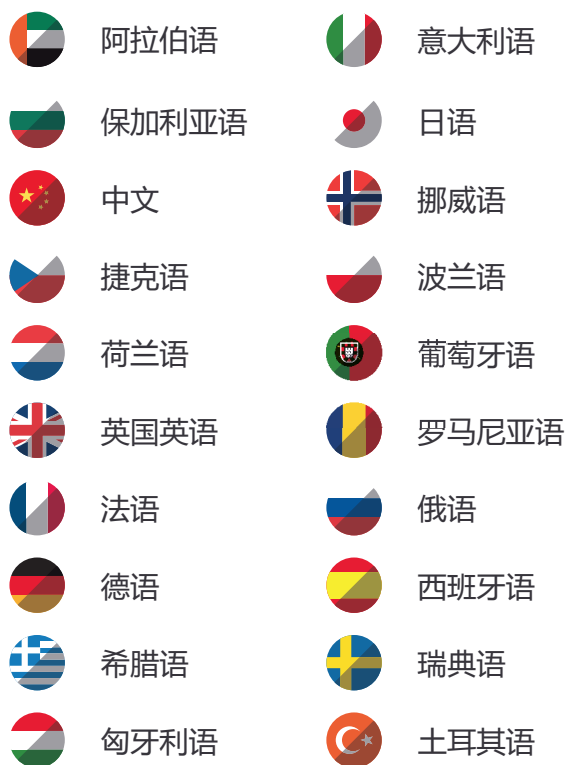 阿拉伯语
意大利语
保加利亚语
日语
中文
挪威语
捷克语
波兰语
荷兰语
葡萄牙语
英国英语
罗马尼亚语
法语
俄语
德语
西班牙语
希腊语
瑞典语
匈牙利语
土耳其语